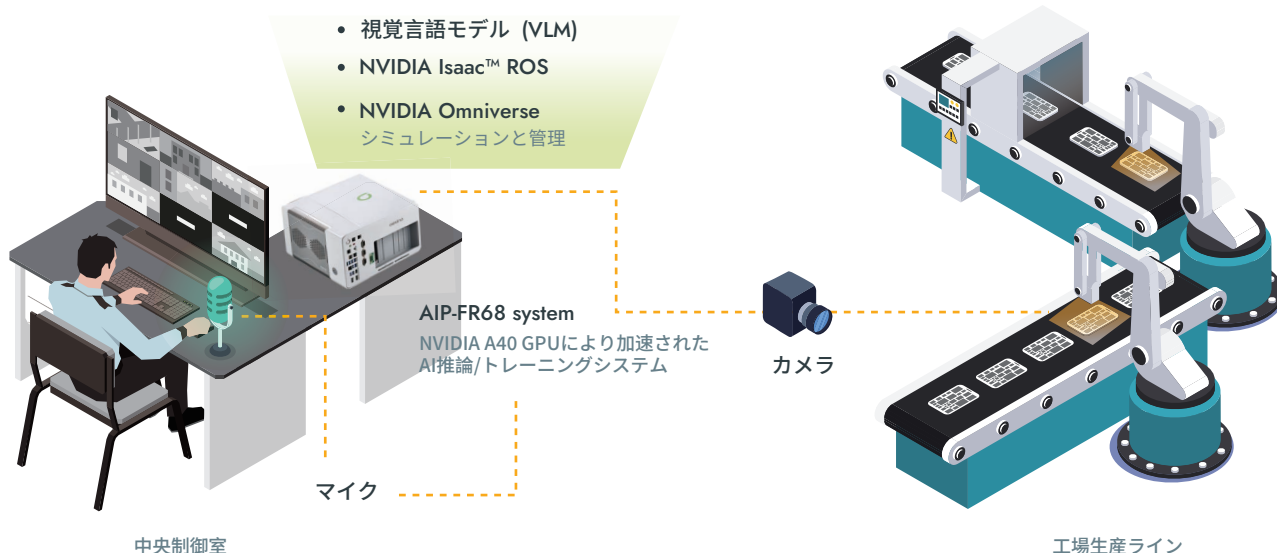 • 視覚言語モデル (VLM)
• NVIDIA Isaac™ ROS
• NVIDIA Omniverse
シミュレーションと管理
AIP-FR68 system
NVIDIA A40 GPUにより加速された
AI推論/トレーニングシステム
カメラ
マイク
中央制御室
工場生産ライン